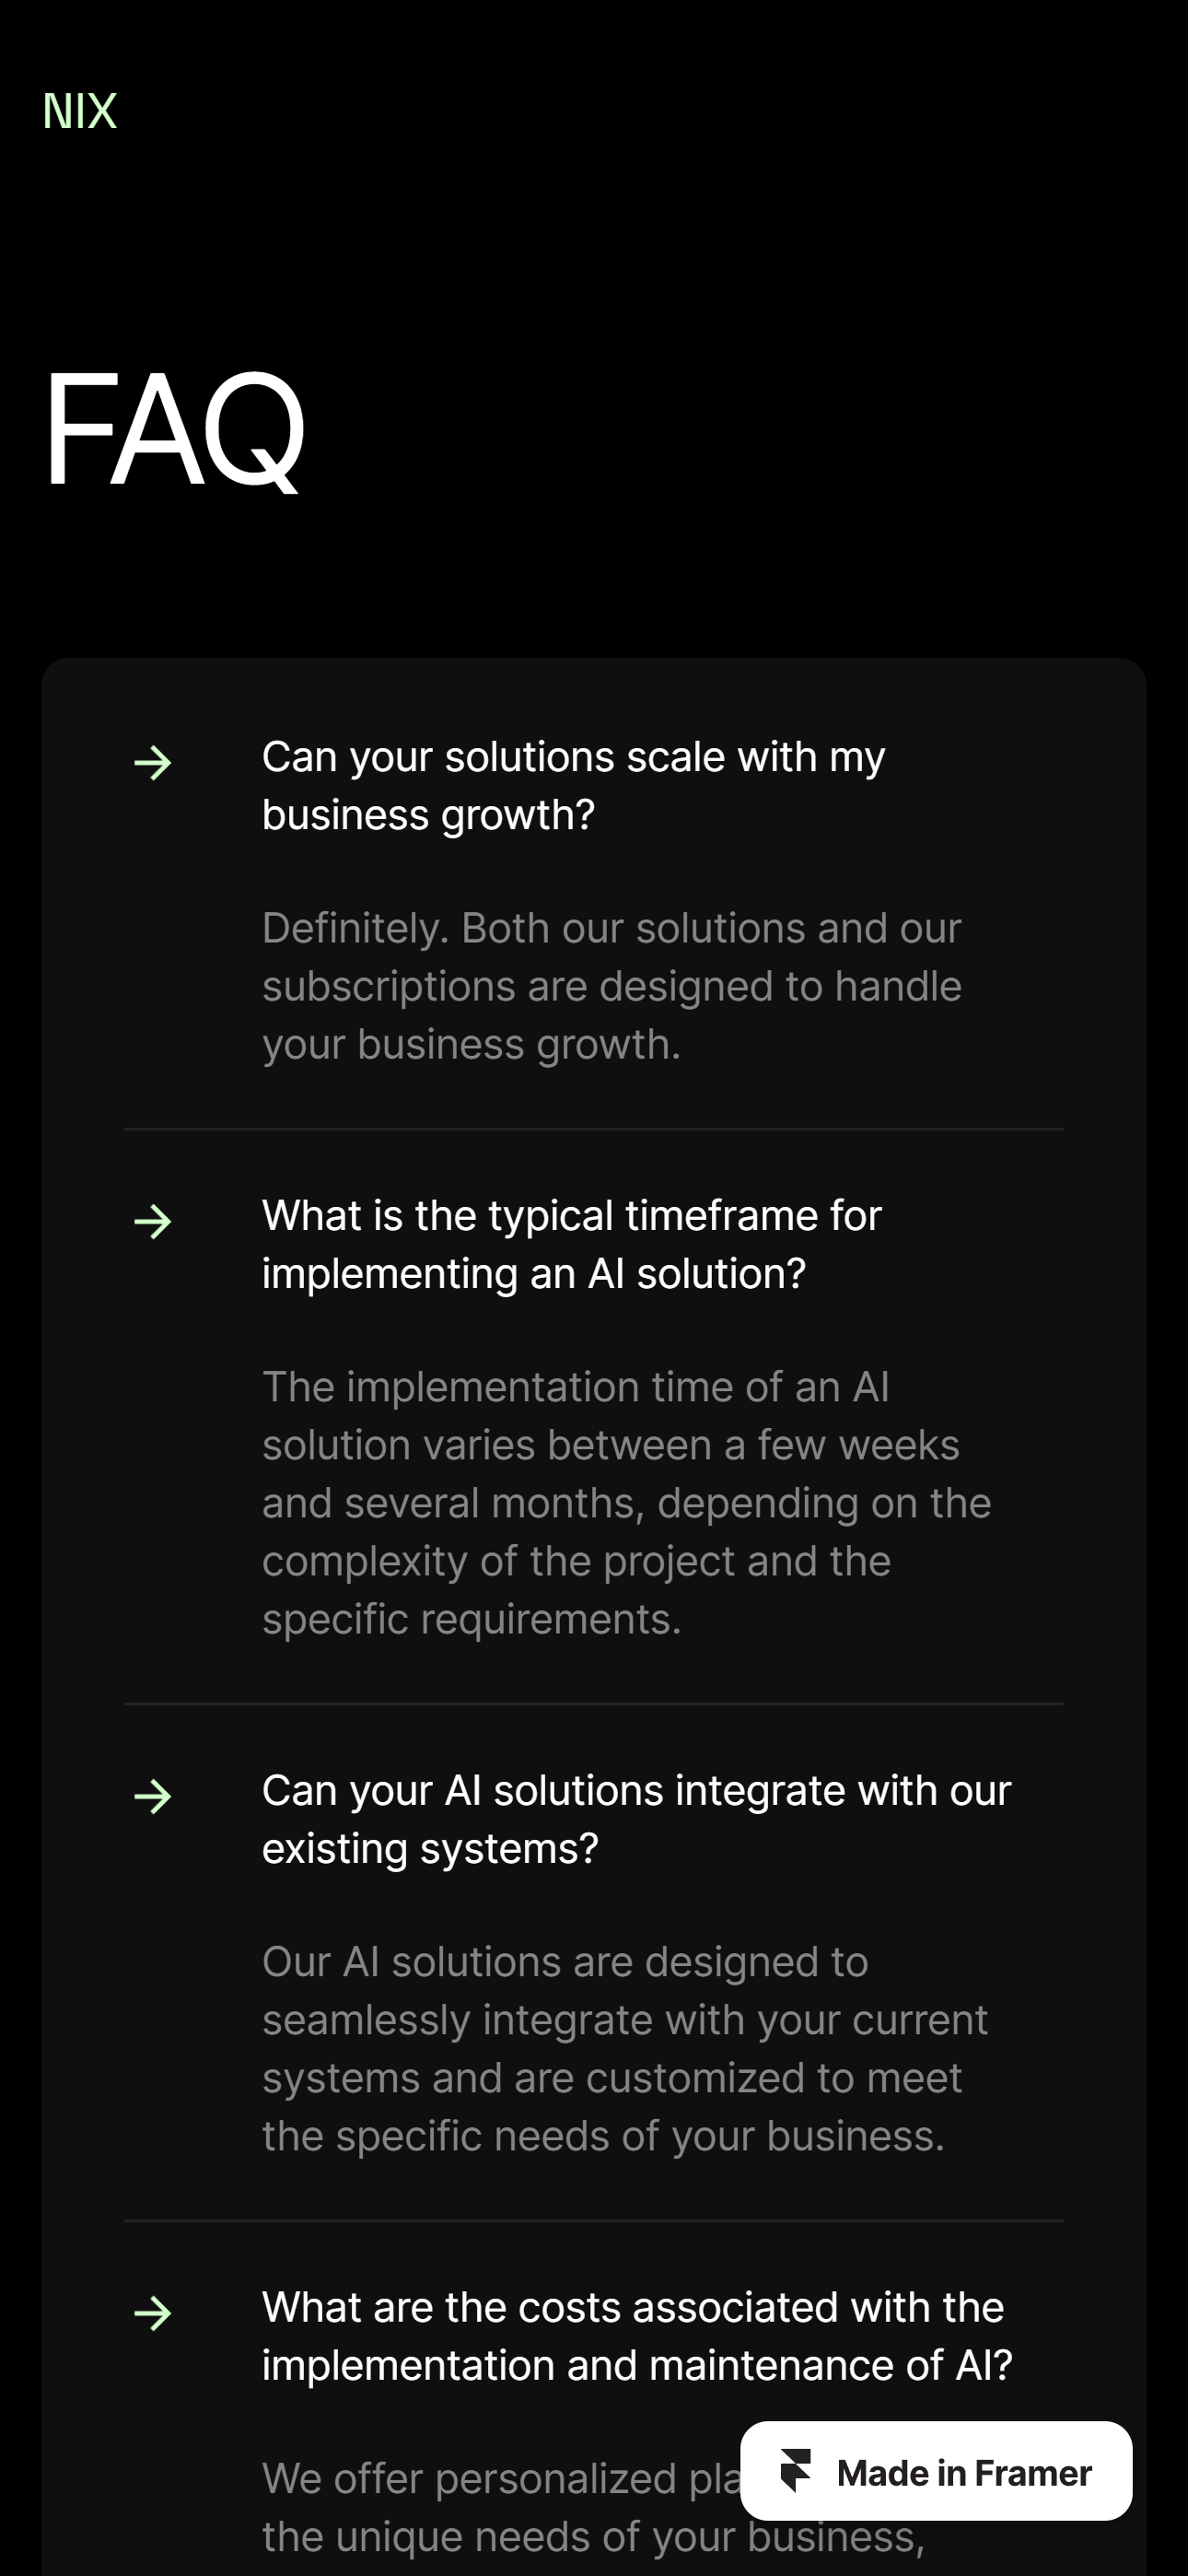 NIX
FAQ
Can your solutions scale with my
business growth?
Definitely. Both our solutions and our
subscriptions are designed to handle
your business growth.
What is the typical timeframe for
implementing an AI solution?
The implementation time of an AI
solution varies between a few weeks
and several months, depending on the
complexity of the project and the
specific requirements.
Can your AI solutions integrate with our
existing systems?
Our AI solutions are designed to
seamlessly integrate with your current
systems and are customized to meet
the specific needs of your business.
What are the costs associated with the
implementation and maintenance of AI?
We offer personalized
Made in Framer
the unique needs of your business,